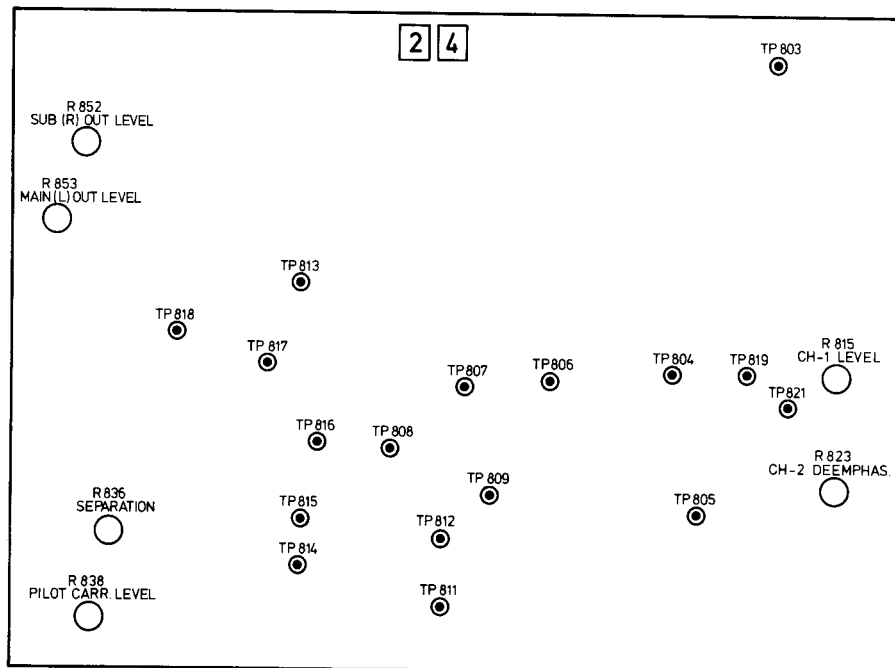 2 4
TP 803
R 852
SUB (R) OUT LEVEL
R 853
MAIN (L) OUT LEVEL
TP 813
TP 818
TP 817
TP 807
TP 806
TP 804
TP 819
R 815
CH-1 LEVEL
TP 821
TP 816
TP 808
R 823
CH-2 DEEMPHAS.
TP 809
R 836
SEPARATION
TP 815
TP 812
TP 805
TP 814
R 838
PILOT CARR. LEVEL
TP 811